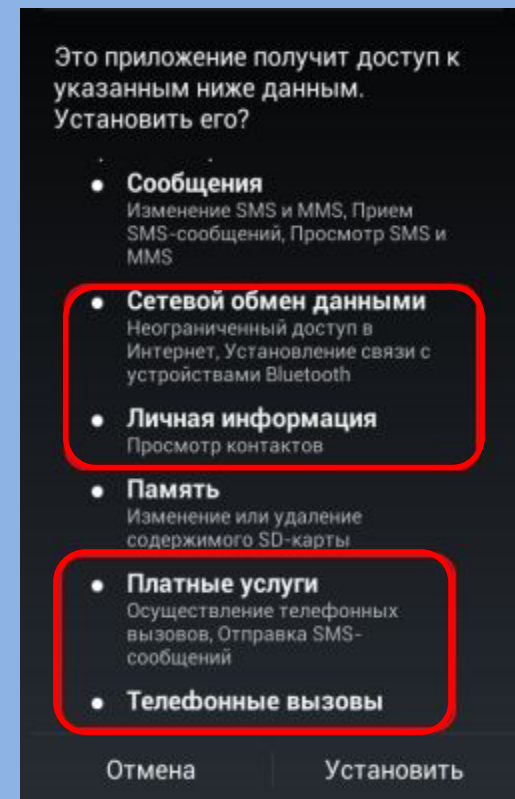 Это приложение получит доступ к
указанным ниже данным.
Установить его?
Сообщения
Изменение SMS и MMS, Прием
SMS-сообщений, Просмотр SMS и
MMS
Сетевой обмен данными
Неограниченный доступ в
Интернет, Установление связи с
устройствами Bluetooth
Личная информация
Просмотр контактов
Память
Изменение или удаление
содержимого SD-карты
Платные услуги
Осуществление телефонных
вызовов, Отправка SMS-
сообщений
Телефонные вызовы
Отмена
Установить